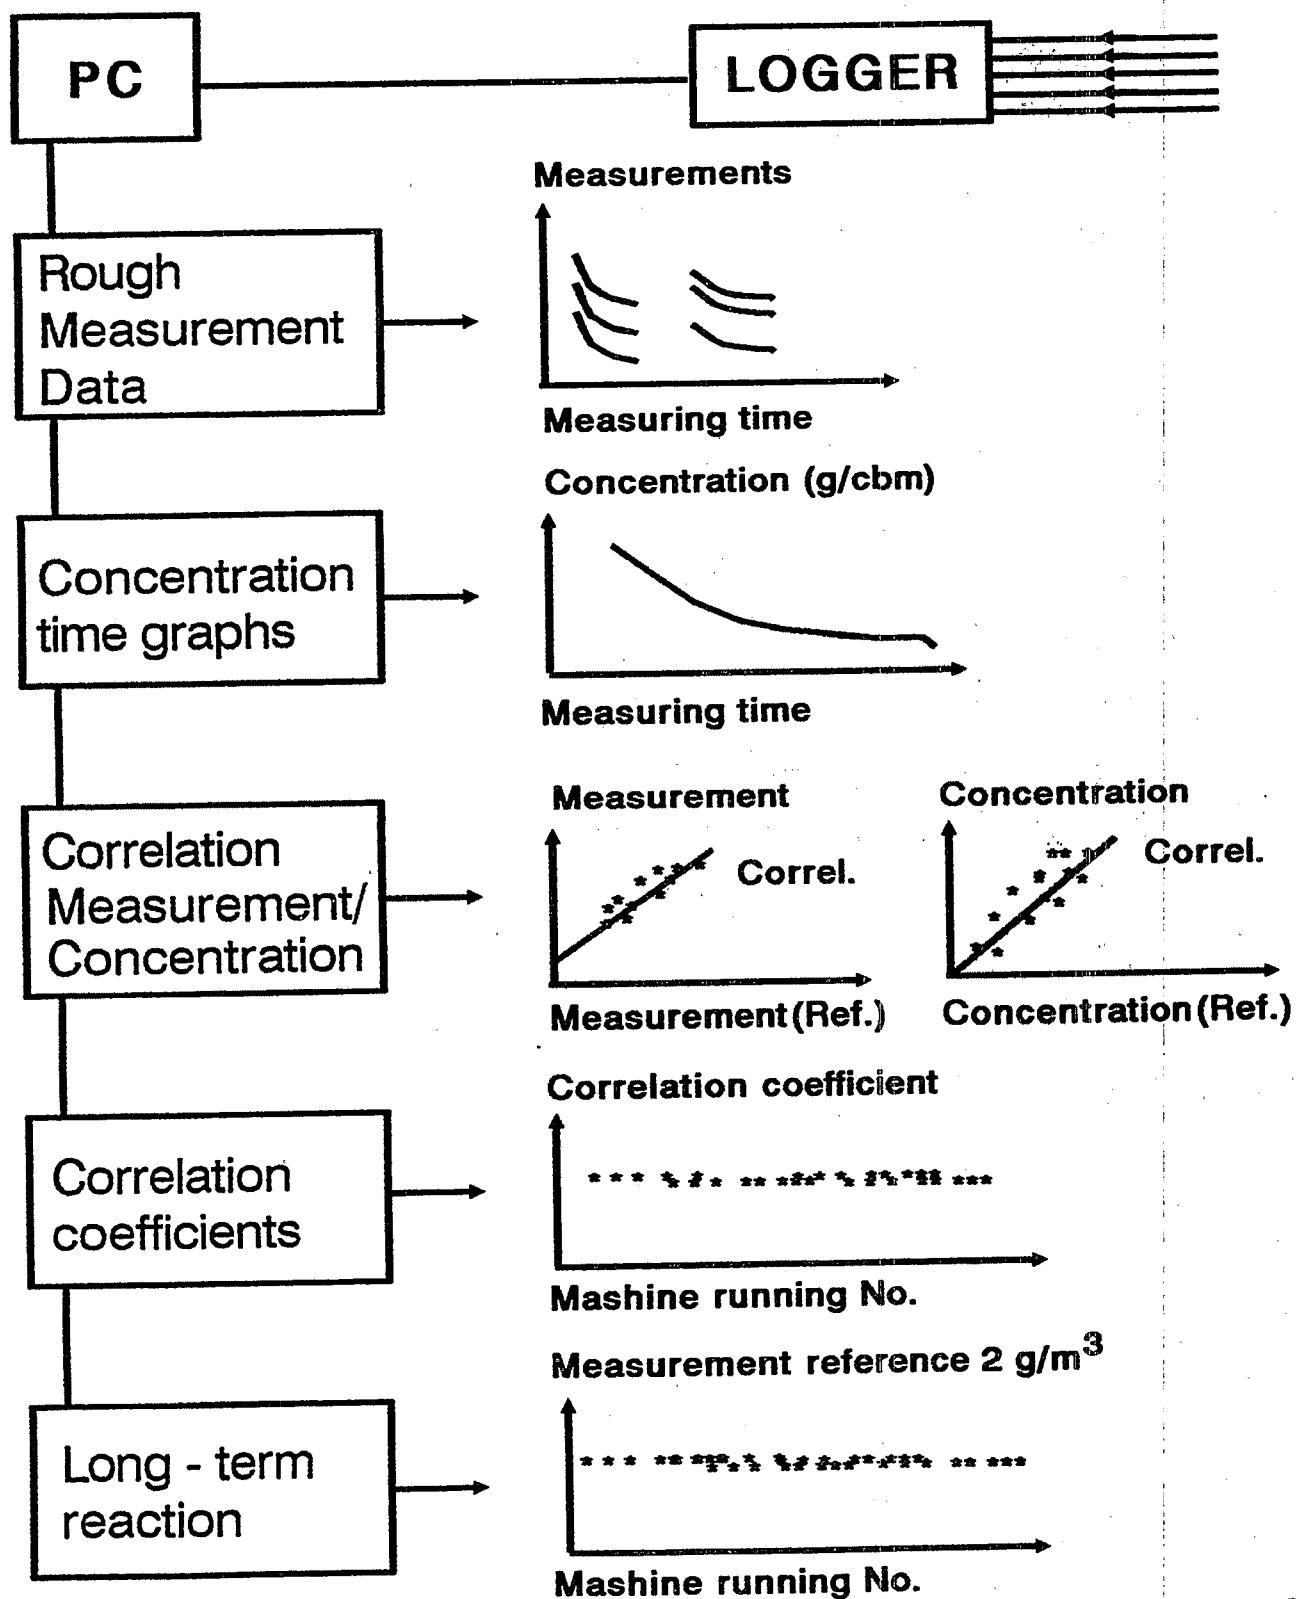 PC
LOGGER
Measurements
Rough
Measurement
Data
Measuring time
Concentration (g/cbm)
Concentration
time graphs
Measuring time
Measurement
Concentration
Correlation
Measurement/
Concentration
Correl.
Correl.
Measurement (Ref.)
Concentration (Ref.)
Correlation coefficient
Correlation
coefficients
Mashine running No.
Measurement reference 2 g/m³
Long - term
reaction
Mashine running No.